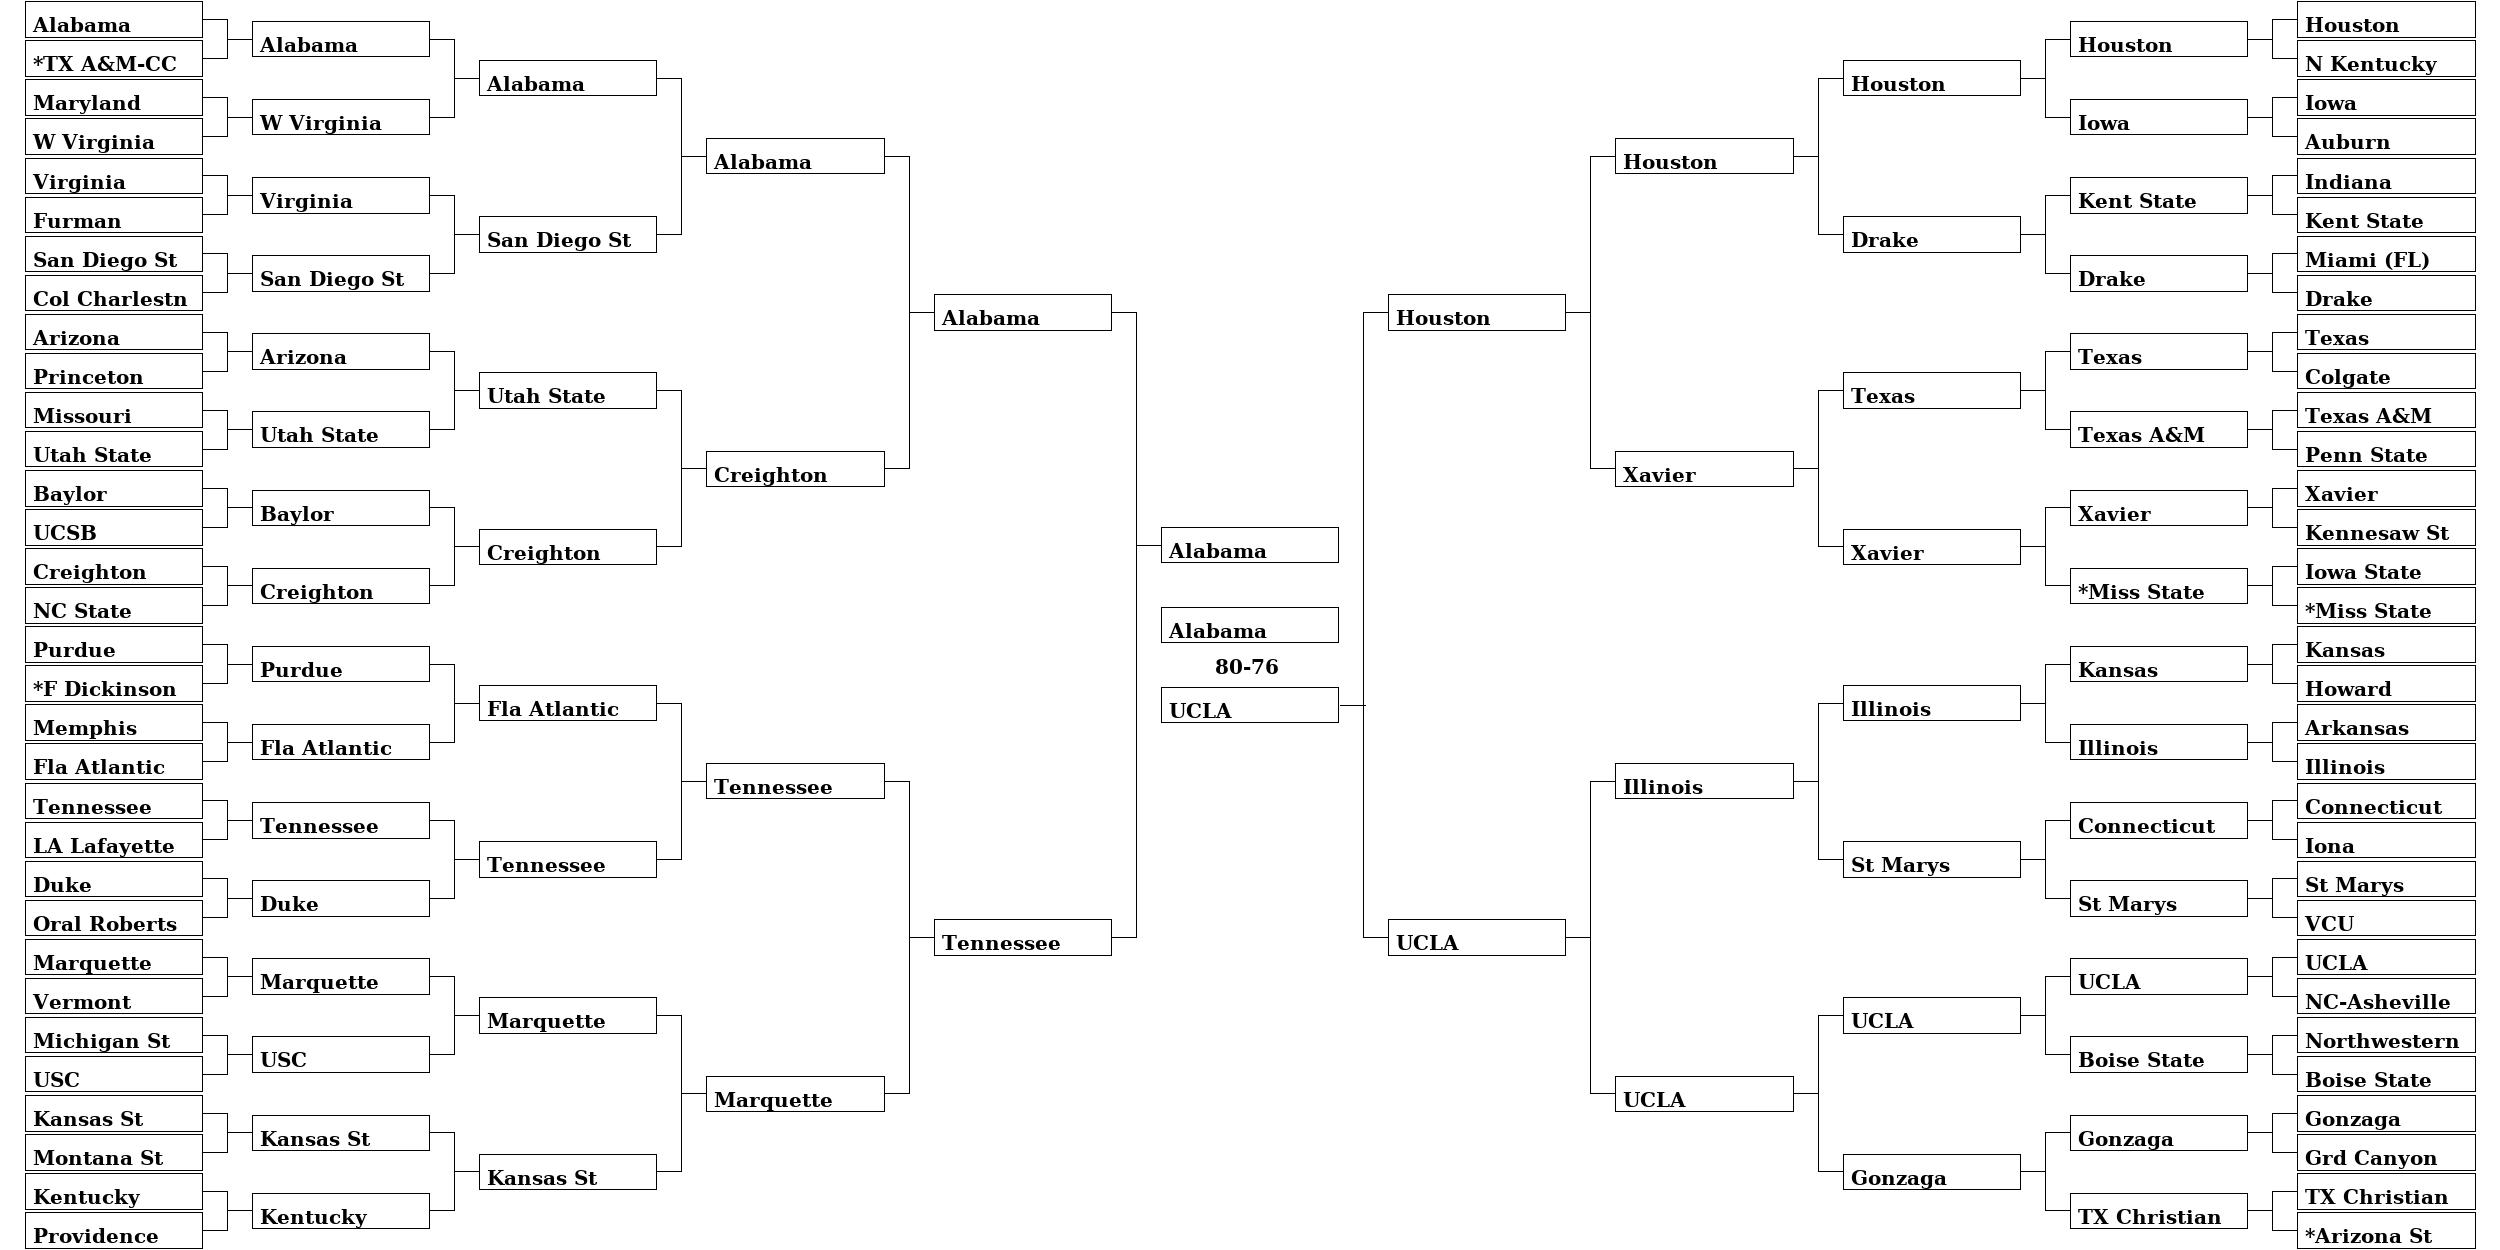 Alabama
*TX A&M-CC
Maryland
W Virginia
Virginia
Furman
San Diego St
Col Charlestn
Arizona
Princeton
Missouri
Utah State
Baylor
UCSB
Creighton
NC State
Purdue
*F Dickinson
Memphis
Fla Atlantic
Tennessee
LA Lafayette
Duke
Oral Roberts
Marquette
Vermont
Michigan St
USC
Kansas St
Montana St
Kentucky
Providence
Alabama
W Virginia
Virginia
San Diego St
Arizona
Utah State
Baylor
Creighton
Purdue
Fla Atlantic
Tennessee
Duke
Marquette
USC
Kansas St
Kentucky
Alabama
San Diego St
Utah State
Creighton
Fla Atlantic
Tennessee
Marquette
Kansas St
Alabama
Creighton
Tennessee
Marquette
Alabama
Tennessee
Alabama
Alabama
80-76
UCLA
Houston
UCLA
Houston
Xavier
Illinois
UCLA
Houston
Drake
Texas
Xavier
Illinois
St Marys
UCLA
Gonzaga
Houston
Iowa
Kent State
Drake
Texas
Texas A&M
Xavier
*Miss State
Kansas
Illinois
Connecticut
St Marys
UCLA
Boise State
Gonzaga
TX Christian
Houston
N Kentucky
Iowa
Auburn
Indiana
Kent State
Miami (FL)
Drake
Texas
Colgate
Texas A&M
Penn State
Xavier
Kennesaw St
Iowa State
*Miss State
Kansas
Howard
Arkansas
Illinois
Connecticut
Iona
St Marys
VCU
UCLA
NC-Asheville
Northwestern
Boise State
Gonzaga
Grd Canyon
TX Christian
*Arizona St